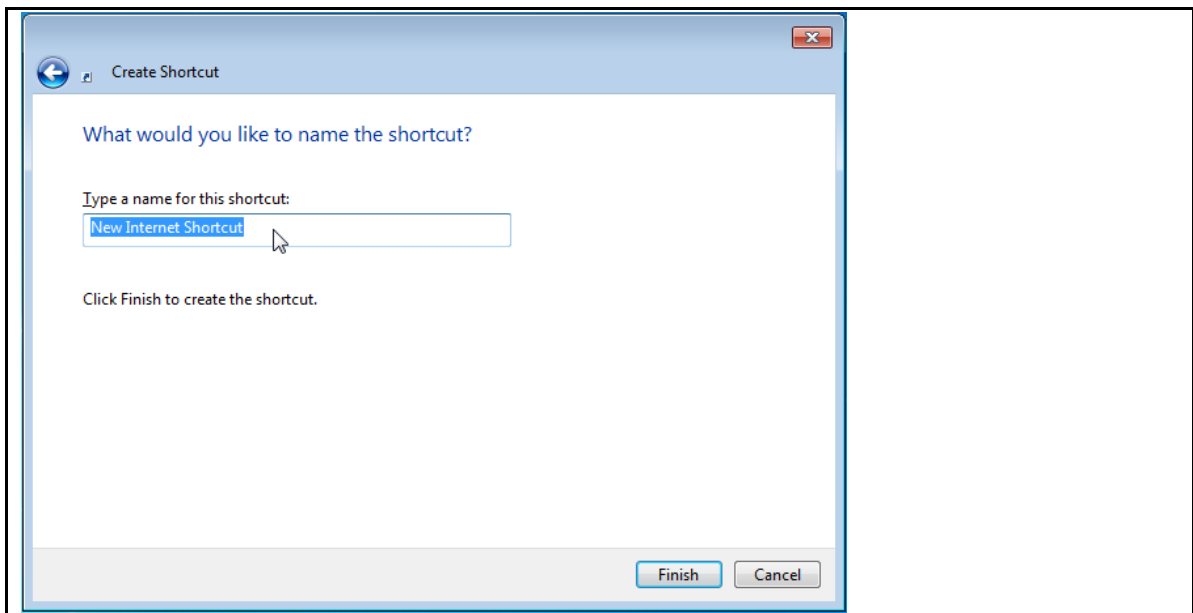 Create Shortcut
What would you like to name the shortcut?
Type a name for this shortcut:
New Internet Shortcut
Click Finish to create the shortcut.
Finish Cancel